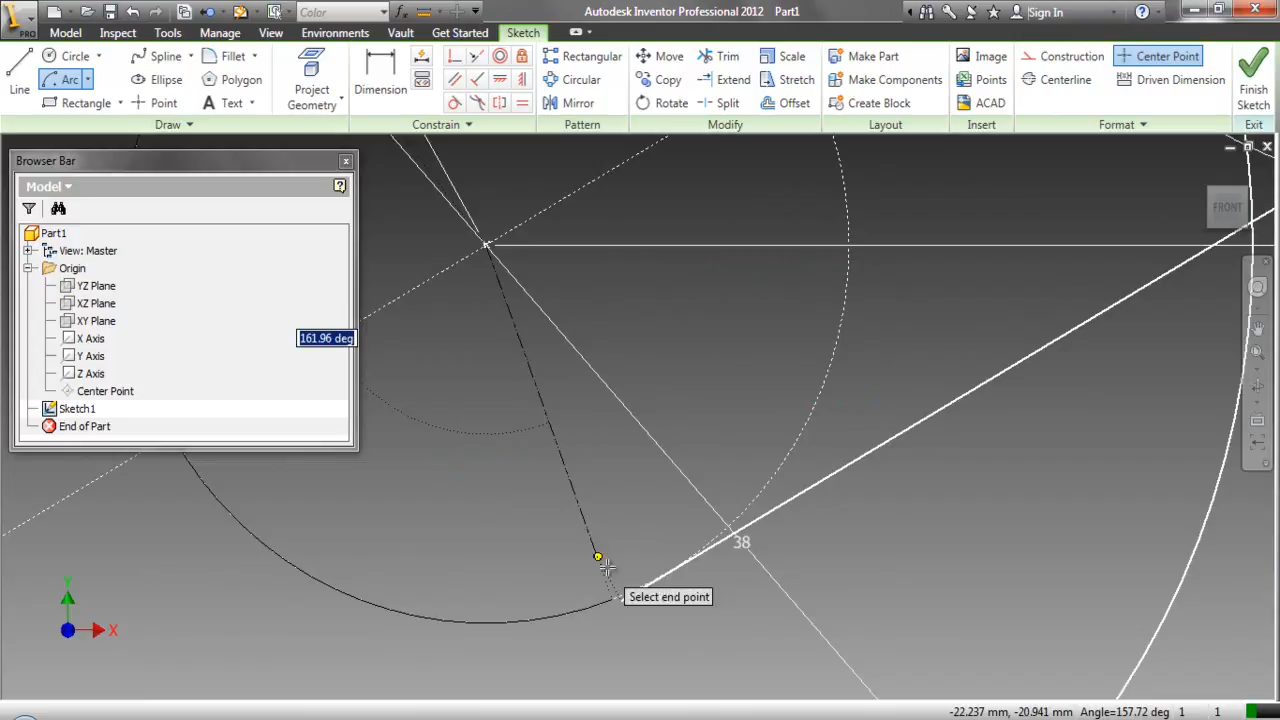 PRO
Color
Autodesk Inventor Professional 2012 Part1
Sign In
Model Inspect Tools Manage View Environments Vault Get Started Sketch
Line
Circle
Arc
Rectangle
Spline
Ellipse
Point
Fillet
Polygon
Text
Draw
Project
Geometry
Dimension
Constrain
Rectangular
Circular
Mirror
Pattern
Move
Copy
Rotate
Trim
Extend
Split
Scale
Stretch
Offset
Modify
Make Part
Make Components
Create Block
Layout
Image
Points
ACAD
Insert
Construction
Centerline
Center Point
Driven Dimension
Format
Finish
Sketch
Exit
Browser Bar
Model
Part1
View: Master
Origin
YZ Plane
XZ Plane
XY Plane
X Axis
Y Axis
Z Axis
Center Point
Sketch1
End of Part
161.96 deg
FRONT
38
Select end point
Y
X
-22.237 mm, -20.941 mm Angle=157.72 deg 1 1